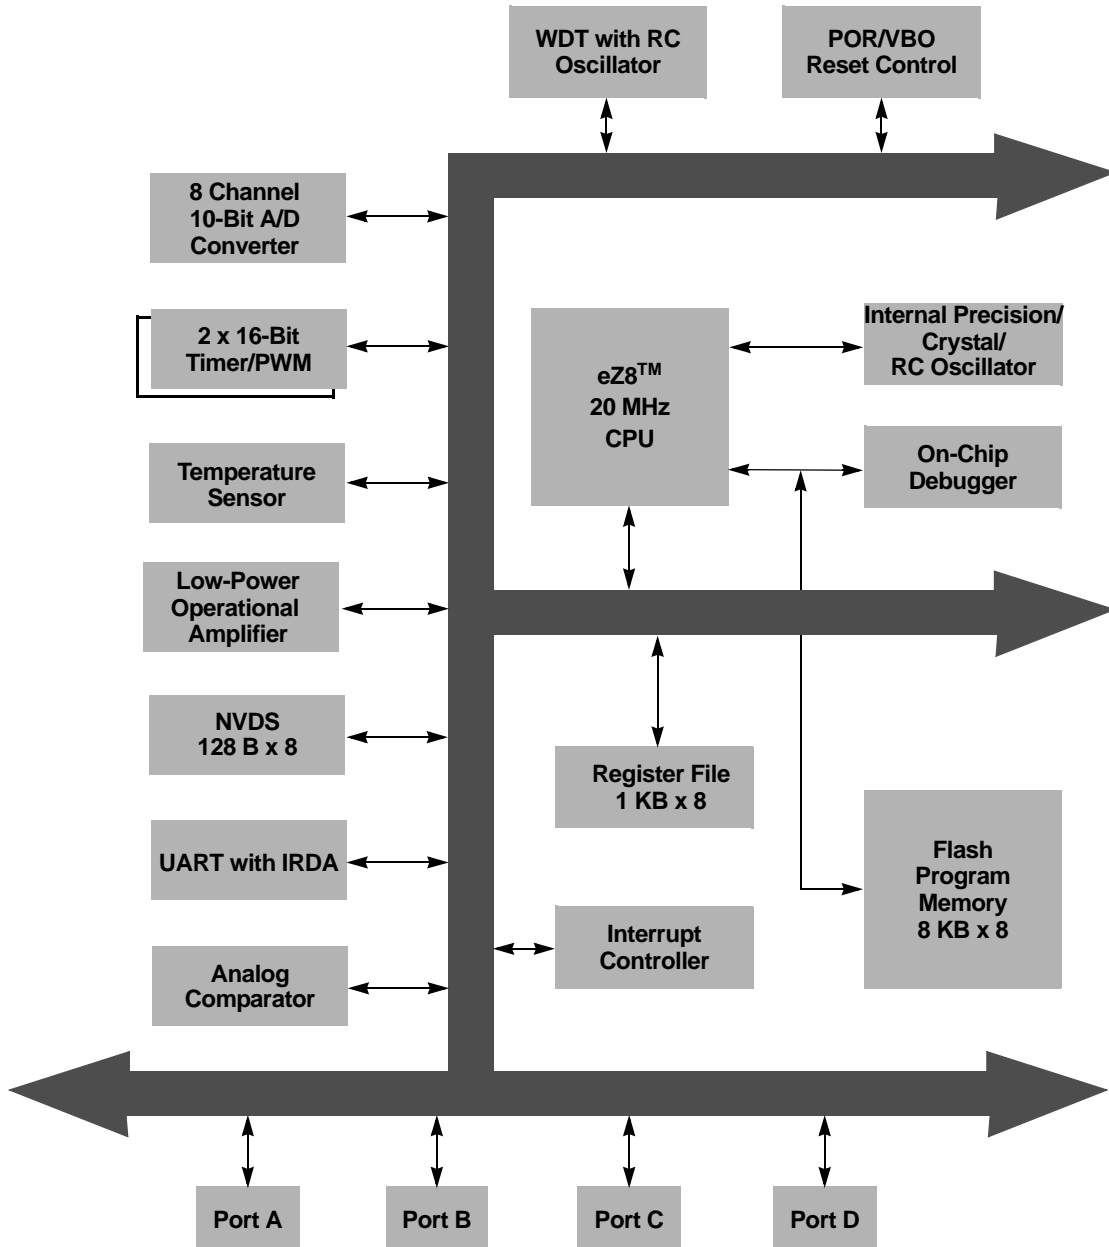 WDT with RC
Oscillator
POR/VBO
Reset Control
8 Channel
10-Bit A/D
Converter
2 x 16-Bit
Timer/PWM
eZ8™
20 MHz
CPU
Internal Precision/
Crystal/
RC Oscillator
On-Chip
Debugger
Temperature
Sensor
Low-Power
Operational
Amplifier
NVDS
128 B x 8
Register File
1 KB x 8
Flash
Program
Memory
8 KB x 8
UART with IRDA
Interrupt
Controller
Analog
Comparator
Port A
Port B
Port C
Port D